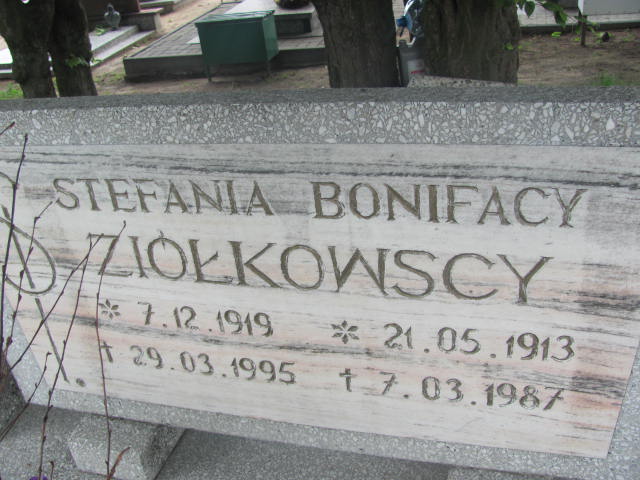 STEFANIA BONIFACY
ZIÓŁKOWSCY
* 7.12.1919 * 21.05.1913
† 29.03.1995 † 7.03.1987